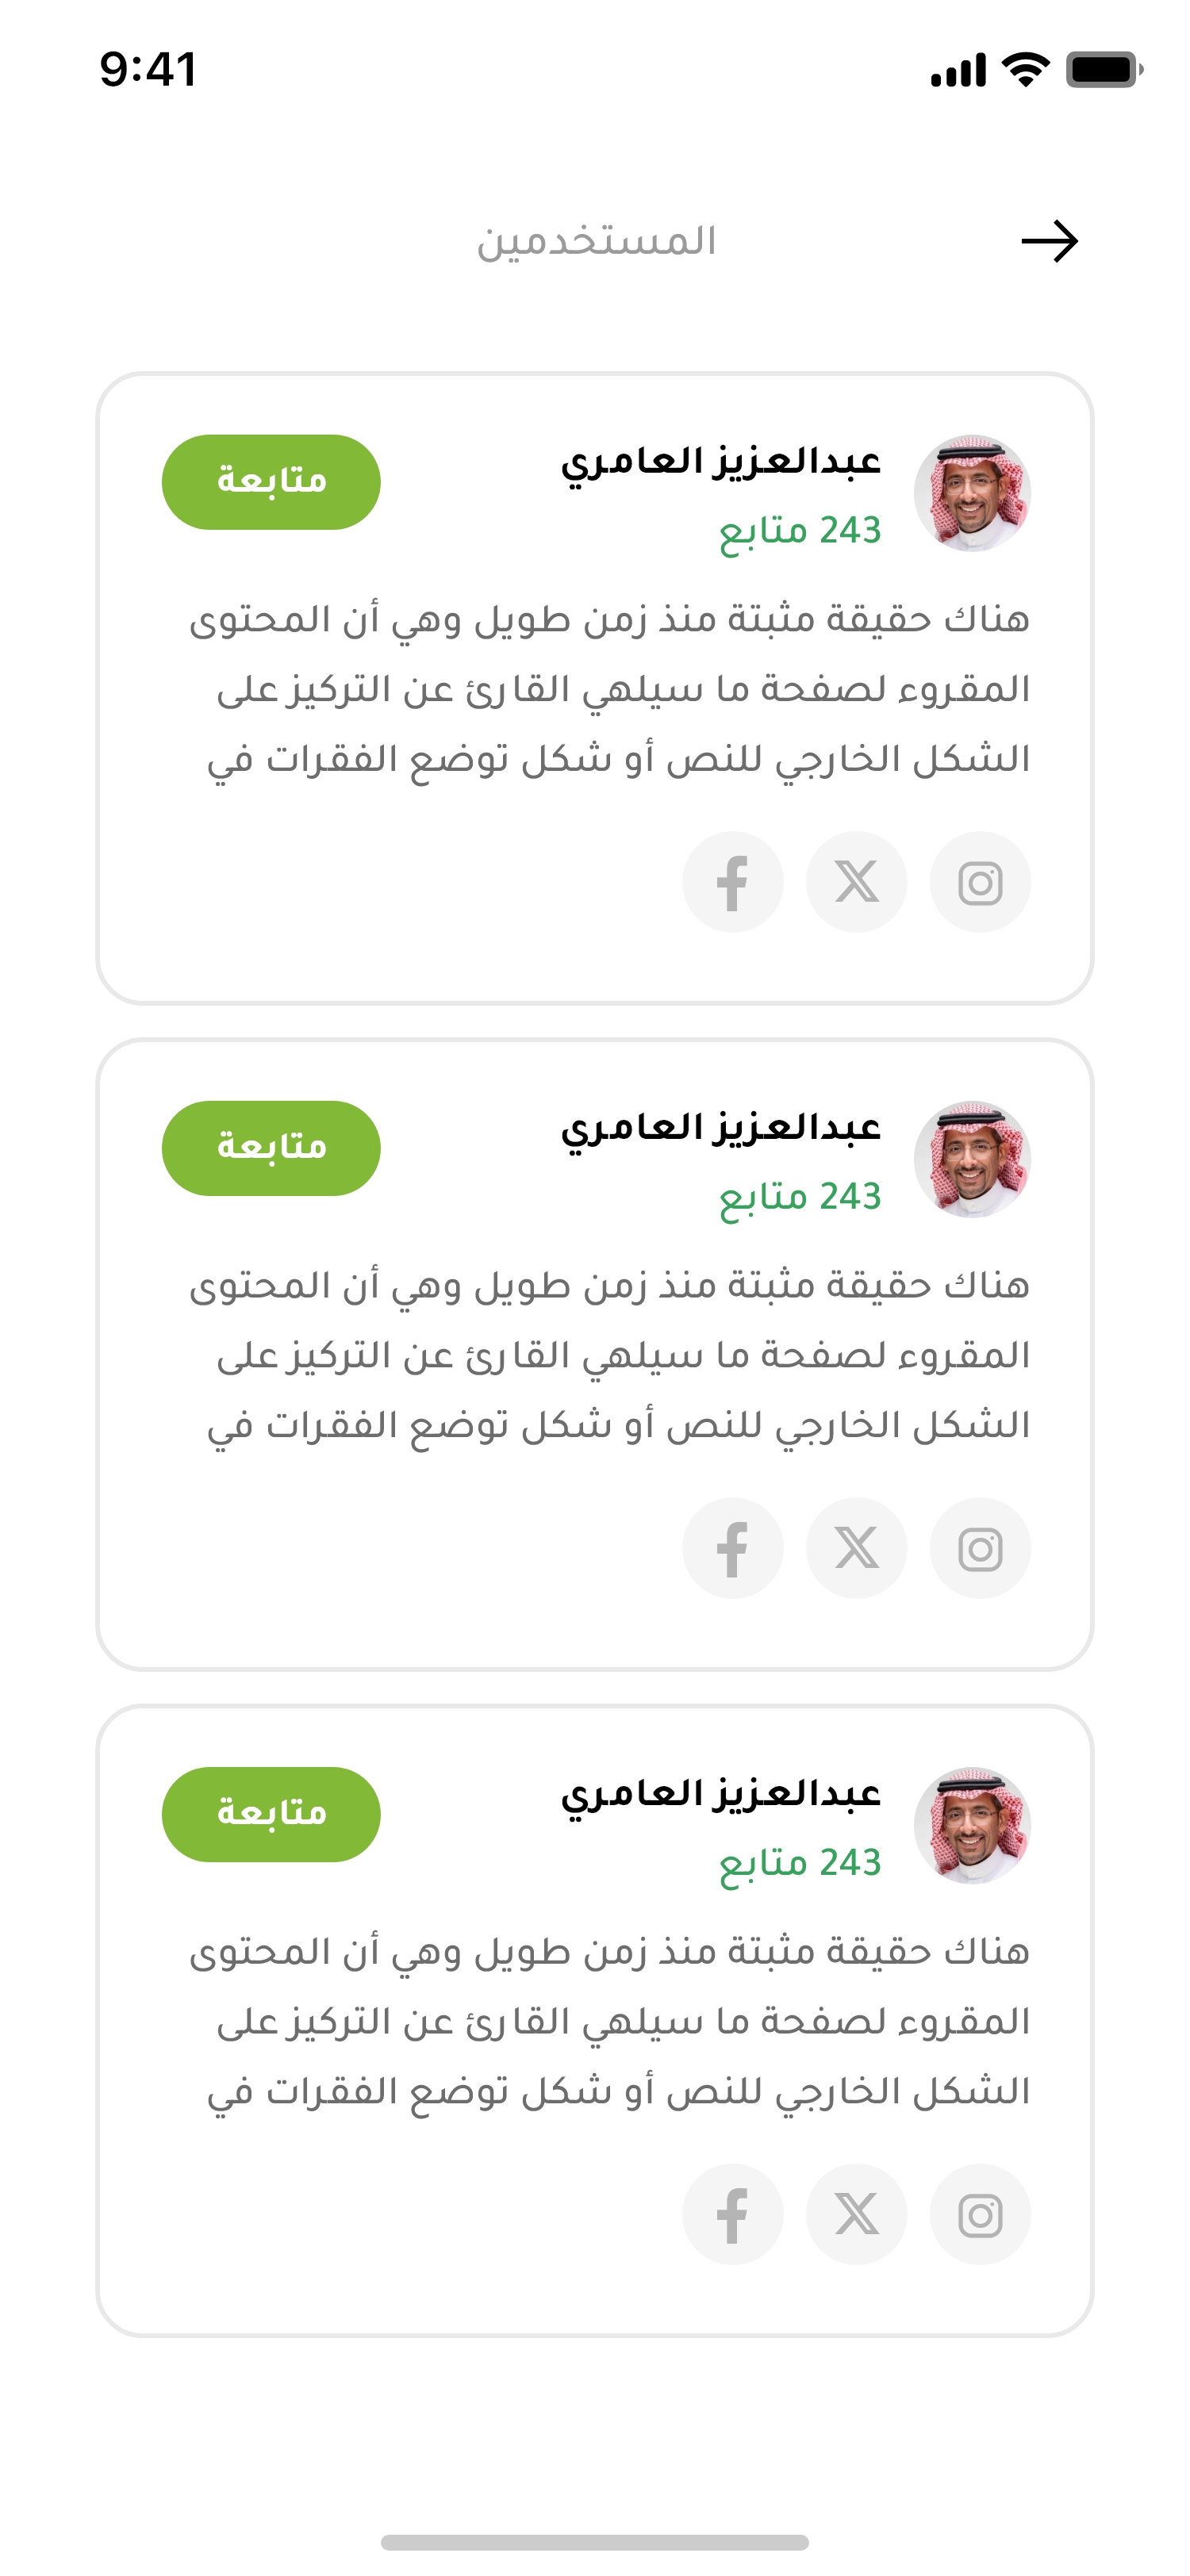 9:41
المستخدمين
عبدالعزيز العامري
243 متابع
متابعة
هناك حقيقة مثبتة منذ زمن طويل وهي أن المحتوى
المقروء لصفحة ما سيلهي القارئ عن التركيز على
الشكل الخارجي للنص أو شكل توضع الفقرات في
عبدالعزيز العامري
243 متابع
متابعة
هناك حقيقة مثبتة منذ زمن طويل وهي أن المحتوى
المقروء لصفحة ما سيلهي القارئ عن التركيز على
الشكل الخارجي للنص أو شكل توضع الفقرات في
عبدالعزيز العامري
243 متابع
متابعة
هناك حقيقة مثبتة منذ زمن طويل وهي أن المحتوى
المقروء لصفحة ما سيلهي القارئ عن التركيز على
الشكل الخارجي للنص أو شكل توضع الفقرات في